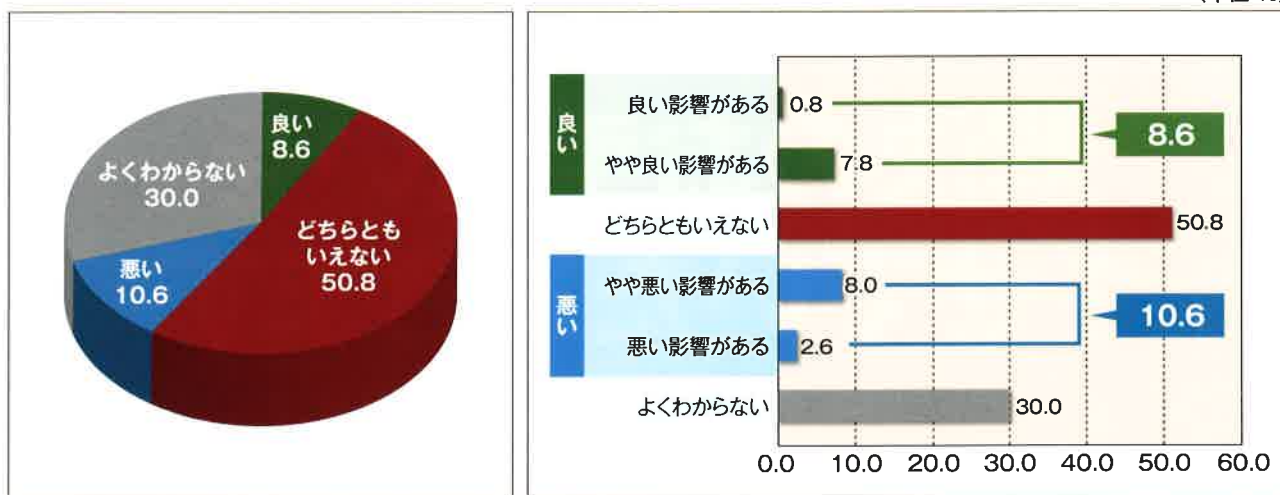 良い
8.6
よくわからない
30.0
どちらとも
いえない
50.8
悪い
10.6
良い
良い影響がある
0.8
やや良い影響がある
7.8
8.6
どちらともいえない
50.8
悪い
やや悪い影響がある
8.0
悪い影響がある
2.6
10.6
よくわからない
30.0
0.0 10.0 20.0 30.0 40.0 50.0 60.0